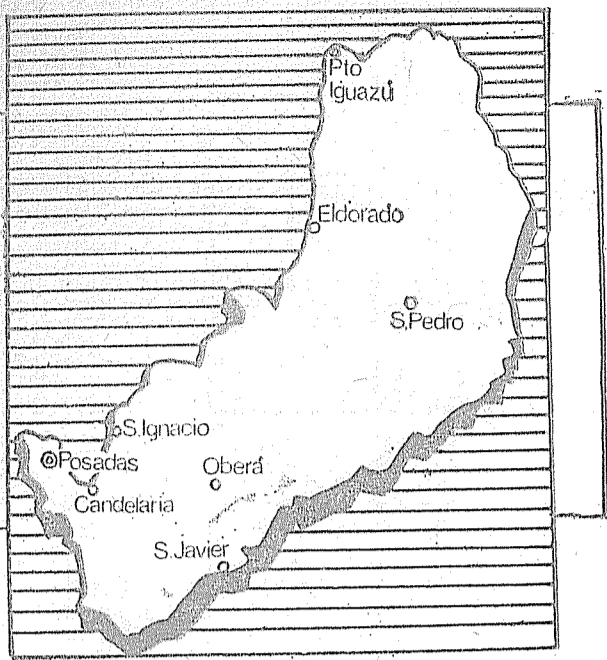 Pto
Iguazú
Eldorado
S,Pedro
S.Ignacio
Posadas
Oberá
Candelaria
S.Javier